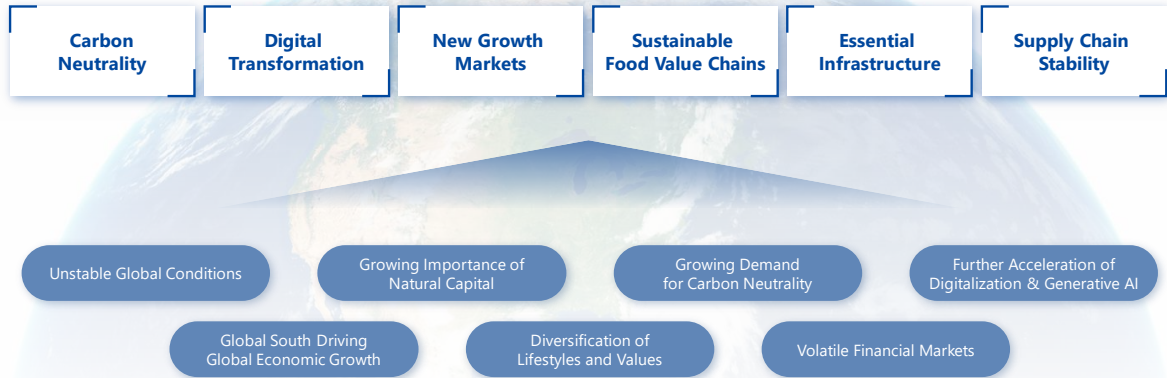 Carbon
Neutrality
Digital
Transformation
New Growth
Markets
Sustainable
Food Value Chains
Essential
Infrastructure
Supply Chain
Stability
Unstable Global Conditions
Growing Importance of
Natural Capital
Growing Demand
for Carbon Neutrality
Further Acceleration of
Digitalization & Generative AI
Global South Driving
Global Economic Growth
Diversification of
Lifestyles and Values
Volatile Financial Markets